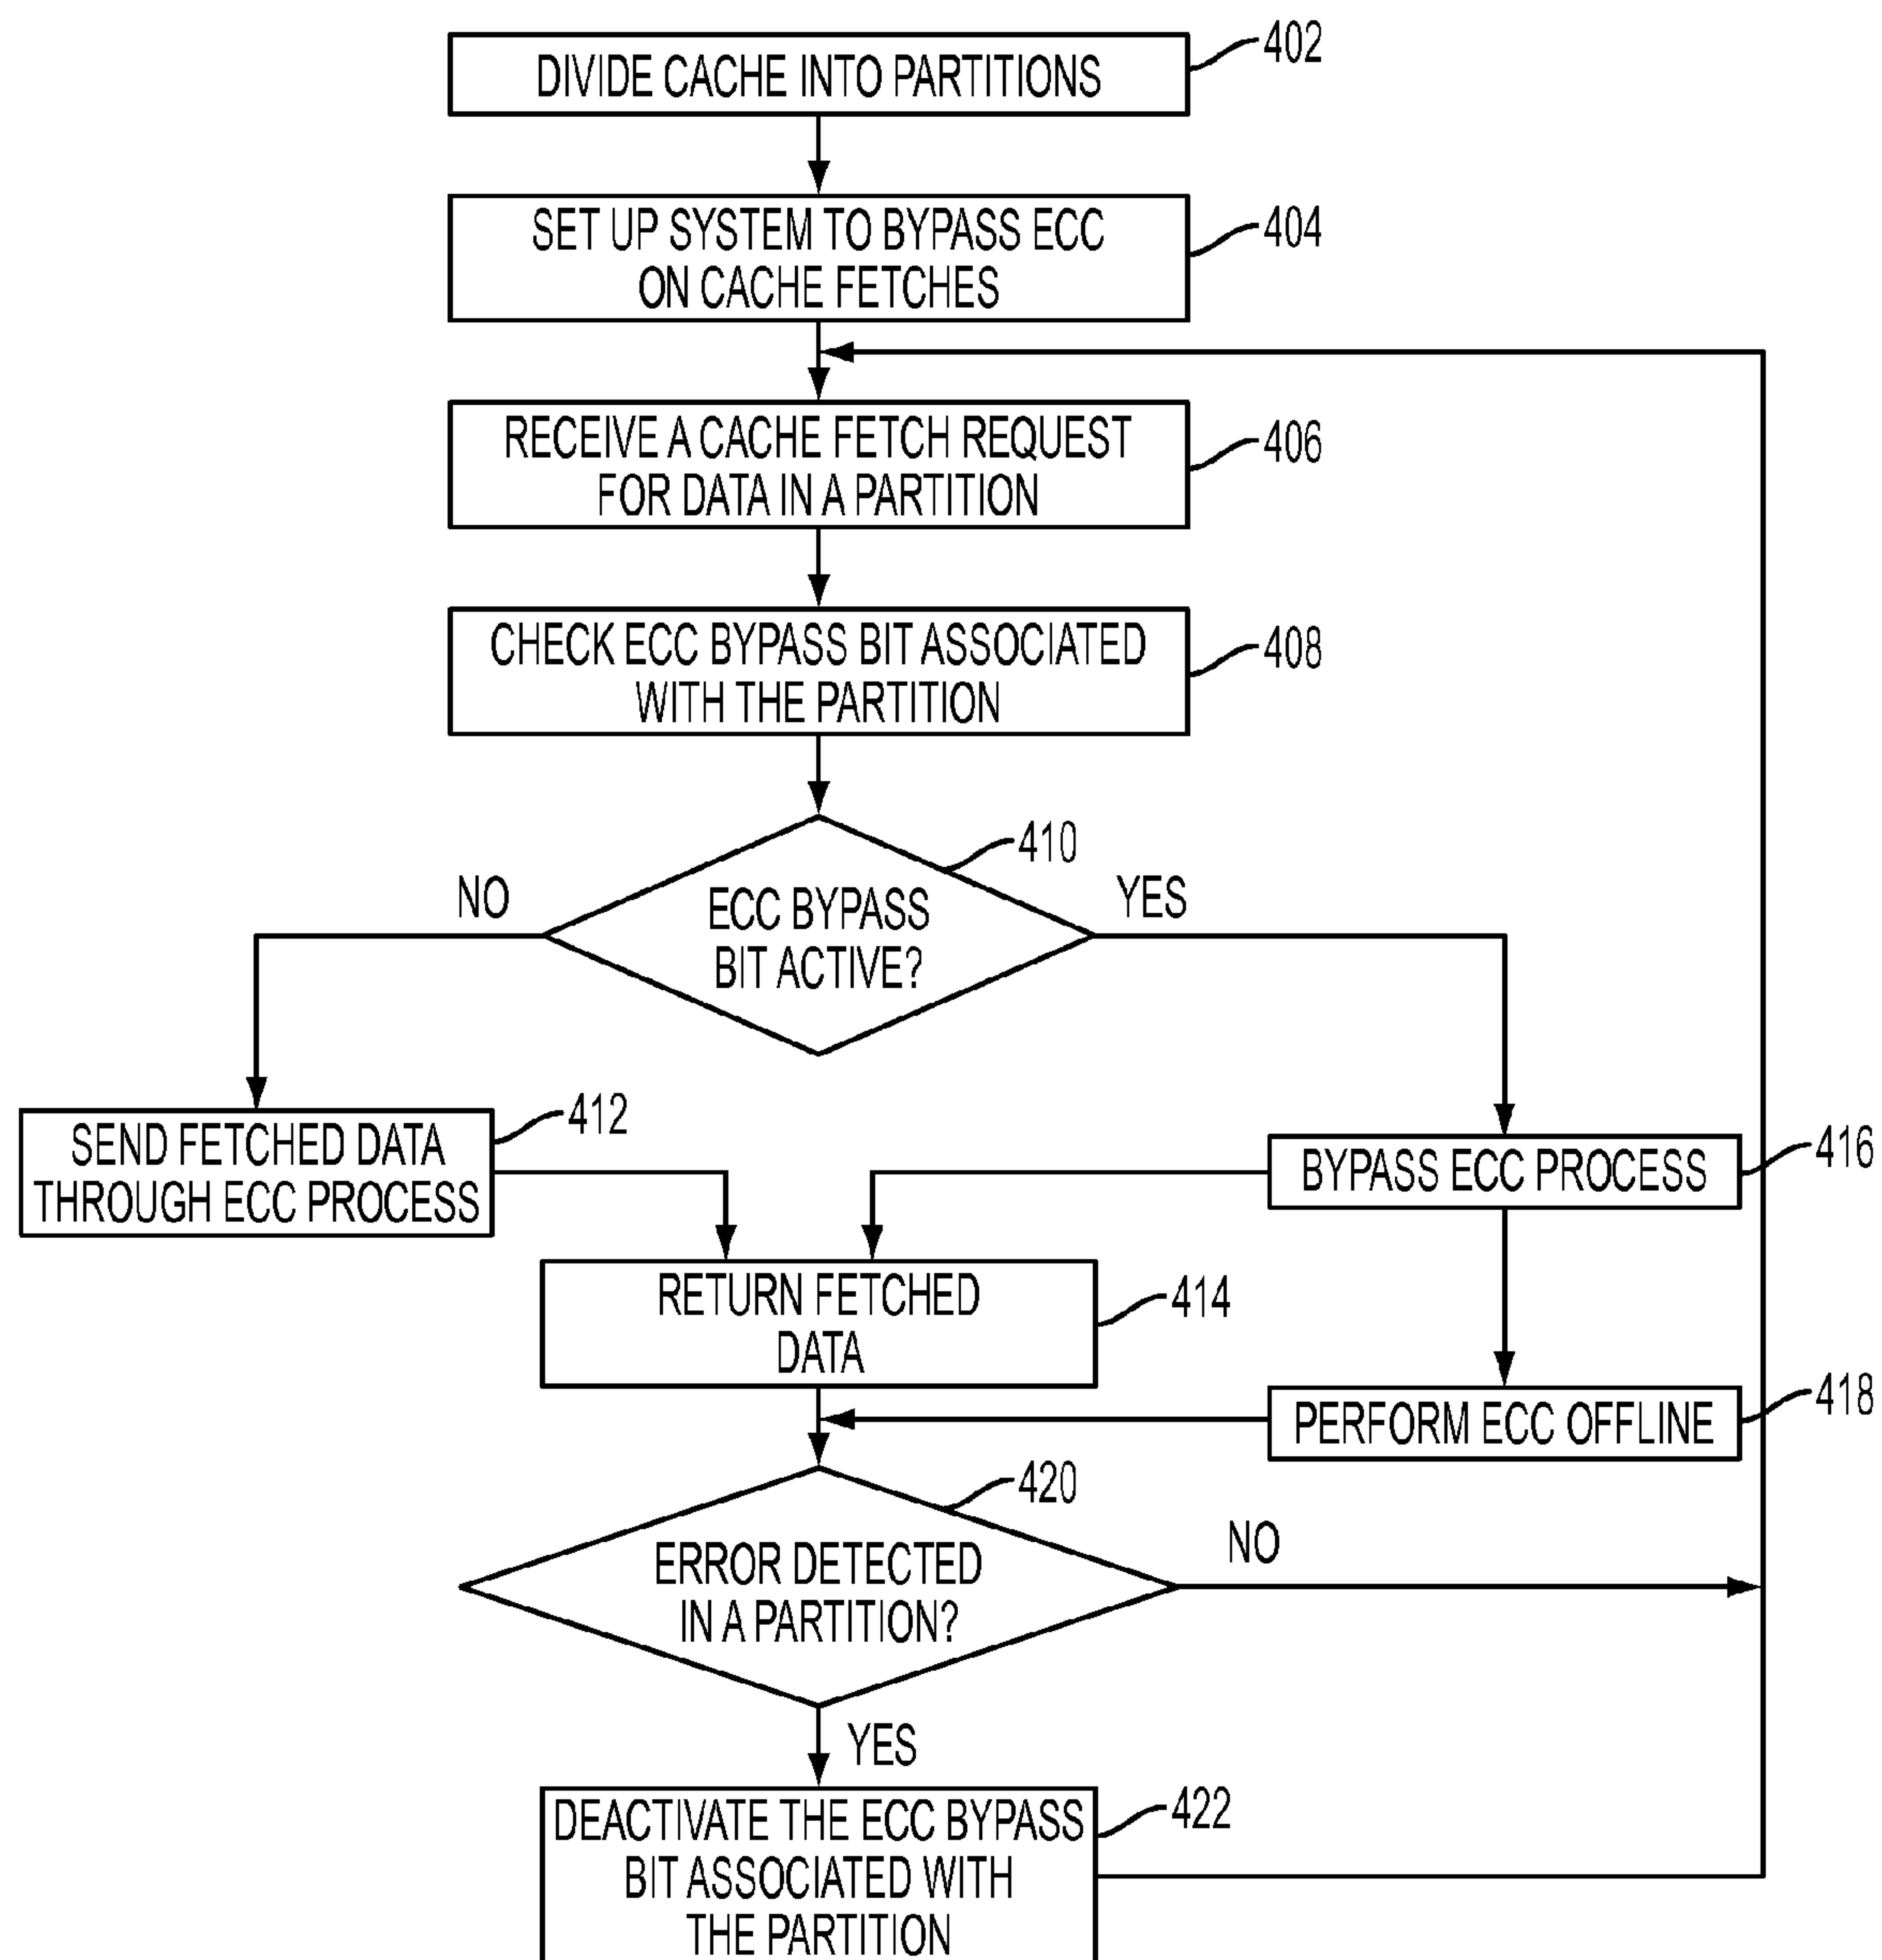 DIVIDE CACHE INTO PARTITIONS
402
SET UP SYSTEM TO BYPASS ECC
ON CACHE FETCHES
404
RECEIVE A CACHE FETCH REQUEST
FOR DATA IN A PARTITION
406
CHECK ECC BYPASS BIT ASSOCIATED
WITH THE PARTITION
408
410
NO
ECC BYPASS
BIT ACTIVE?
YES
SEND FETCHED DATA
THROUGH ECC PROCESS
412
BYPASS ECC PROCESS
416
RETURN FETCHED
DATA
414
PERFORM ECC OFFLINE
418
420
ERROR DETECTED
IN A PARTITION?
NO
YES
DEACTIVATE THE ECC BYPASS
BIT ASSOCIATED WITH
THE PARTITION
422